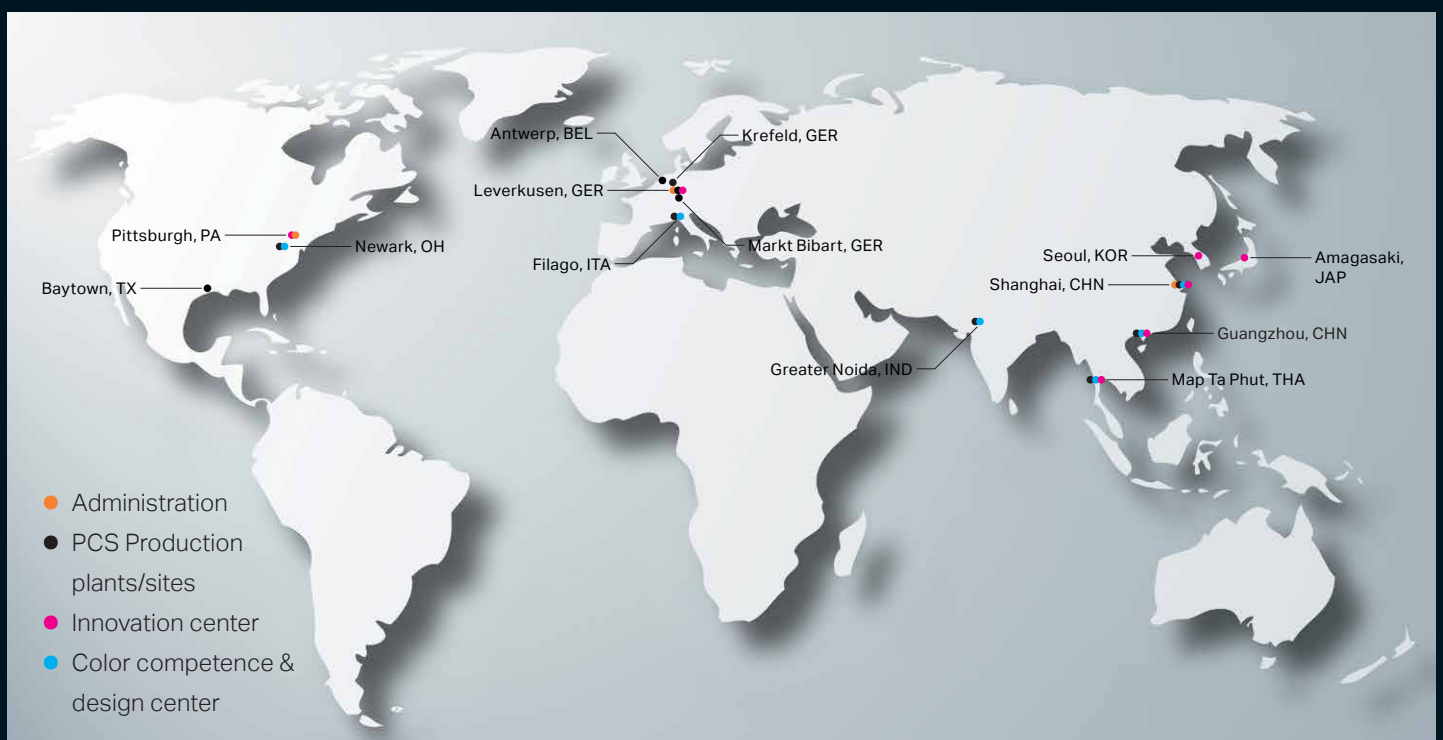 Antwerp, BEL
Krefeld, GER
Leverkusen, GER
Pittsburgh, PA
Newark, OH
Markt Bibart, GER
Filago, ITA
Seoul, KOR
Amagasaki,
JAP
Baytown, TX
Shanghai, CHN
Guangzhou, CHN
Greater Noida, IND
Map Ta Phut, THA
Administration
PCS Production
plants/sites
Innovation center
Color competence &
design center